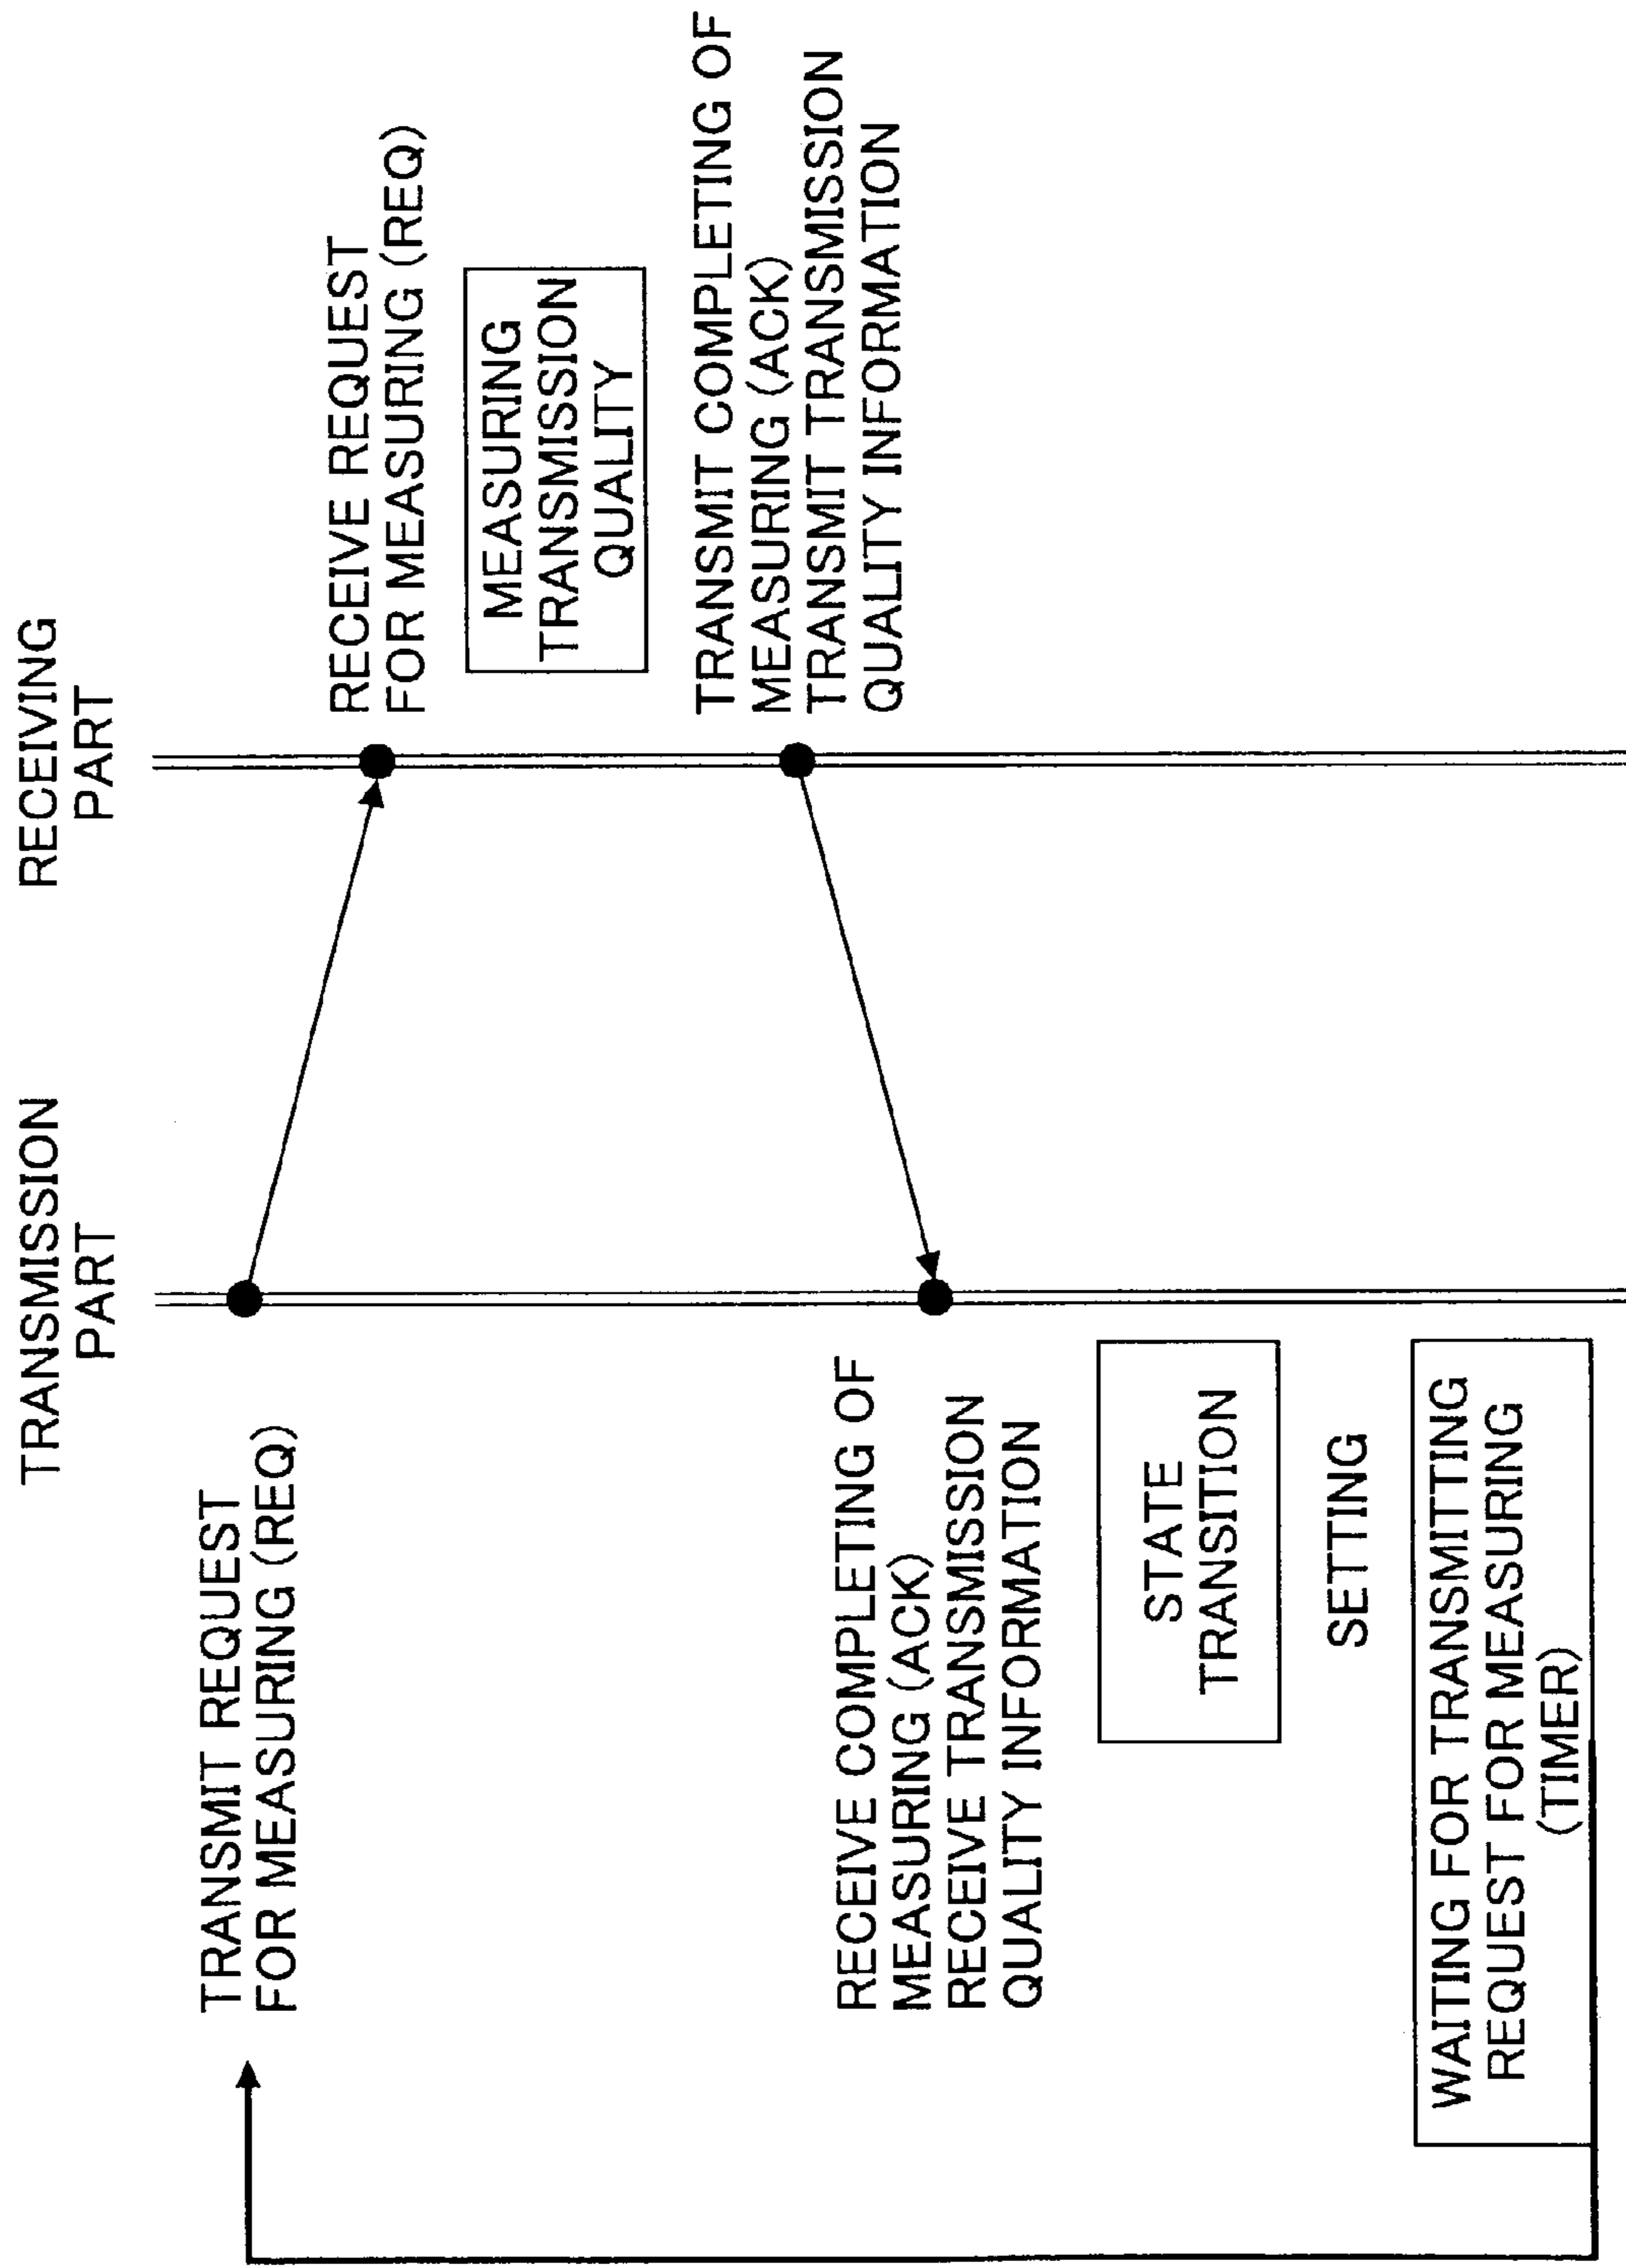 TRANSMISSION
PART
RECEIVING
PART
TRANSMIT REQUEST
FOR MEASURING (REQ)
RECEIVE REQUEST
FOR MEASURING (REQ)
MEASURING
TRANSMISSION
QUALITY
TRANSMIT COMPLETING OF
MEASURING (ACK)
TRANSMIT TRANSMISSION
QUALITY INFORMATION
RECEIVE COMPLETING OF
MEASURING (ACK)
RECEIVE TRANSMISSION
QUALITY INFORMATION
STATE
TRANSITION
SETTING
WAITING FOR TRANSMITTING
REQUEST FOR MEASURING
(TIMER)